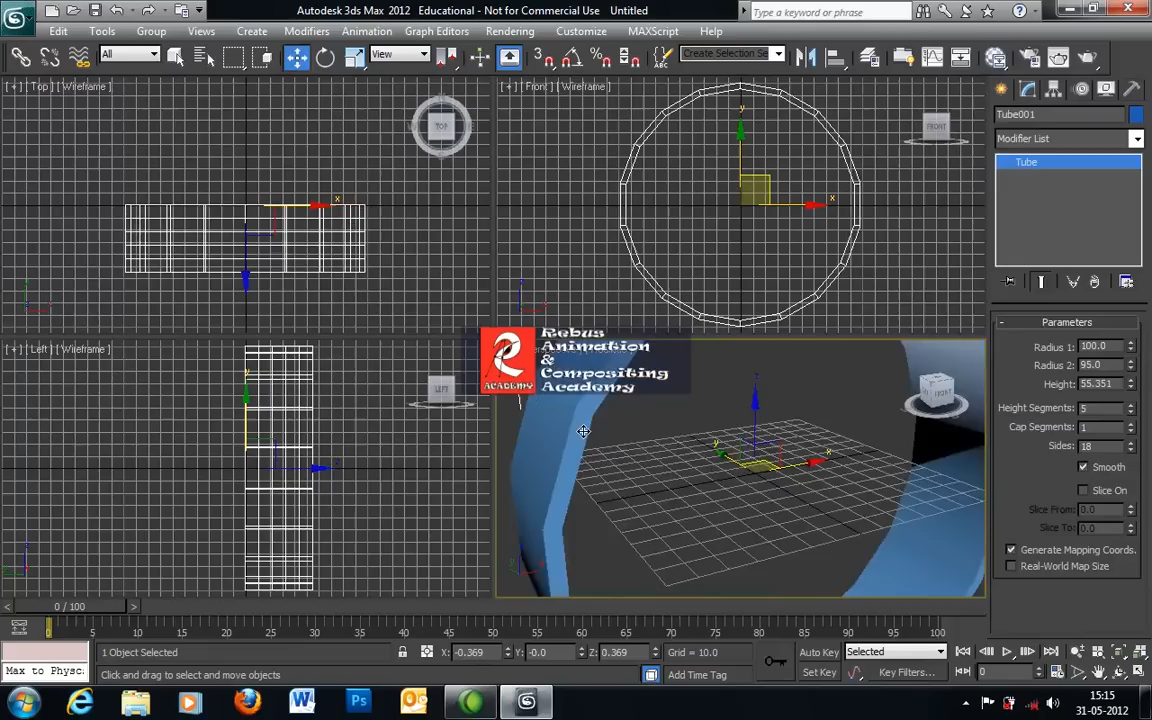 Autodesk 3ds Max 2012   Educational - Not for Commercial Use   Untitled
Type a keyword or phrase
Edit Tools Group Views Create Modifiers Animation Graph Editors Rendering Customize MAXScript Help
All View Create Selection Se
[ + ] [ Top ] [ Wireframe ]
[ + ] [ Front ] [ Wireframe ]
TOP
FRONT
y
x
x
Tube001
Modifier List
Tube
[ + ] [ Left ] [ Wireframe ]
LEFT
Rebus
Animation
&
Compositing
Academy
R
ACADEMY
FRONT
y
x
Parameters
Radius 1: 100.0
Radius 2: 95.0
Height: 55.351
Height Segments: 5
Cap Segments: 1
Sides: 18
Smooth
Slice On
Slice From: 0.0
Slice To: 0.0
Generate Mapping Coords.
Real-World Map Size
< 0 / 100 >
0 5 10 15 20 25 30 35 40 45 50 55 60 65 70 75 80 85 90 95 100
1 Object Selected X: -0.369 Y: -0.0 Z: 0.369 Grid = 10.0 Auto Key Selected
Max to Physc: Click and drag to select and move objects Add Time Tag Set Key Key Filters... 0
15:15
31-05-2012